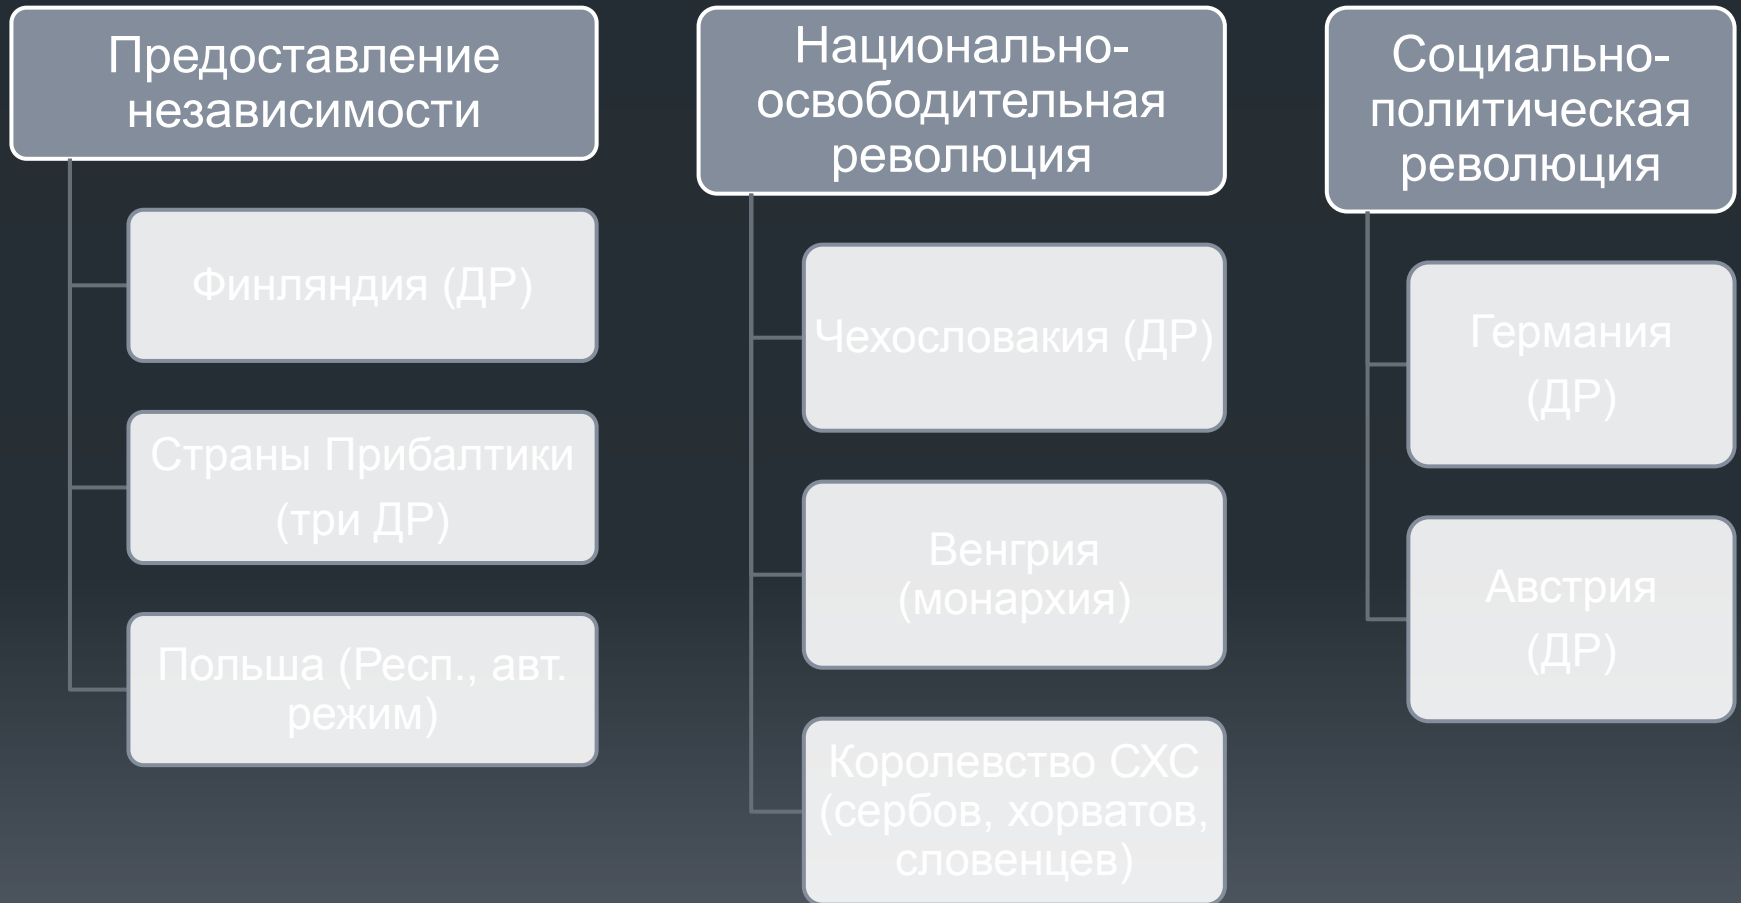 Предоставление
независимости
Финляндия (ДР)
Страны Прибалтики
(три ДР)
Польша (Респ., авт.
режим)
Национально-
освободительная
революция
Чехословакия (ДР)
Венгрия
(монархия)
Королевство СХС
(сербов, хорватов,
словенцев)
Социально-
политическая
революция
Германия
(ДР)
Австрия
(ДР)